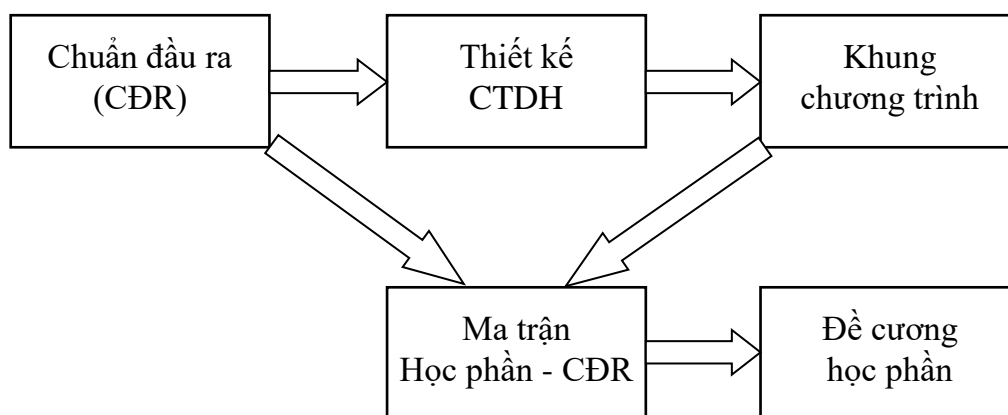 Chuẩn đầu ra
(CĐR)
Thiết kế
CTDH
Khung
chương trình
Ma trận
Học phần - CĐR
Đề cương
học phần